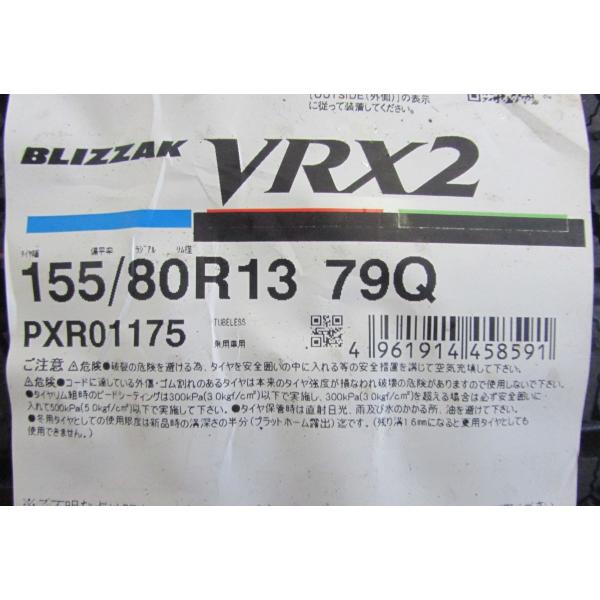 [OUTSIDE(外側)]の表示
に従って装着してください。
BLIZZAK VRX2
タイヤ幅 偏平率 ラジアル リム径
155/80R13 79Q
PXR01175 TUBELESS
乗用車用
4 961914 458591
ご注意 ⚠危険●破裂の危険を避ける為、タイヤを安全囲いの中に入れる等の安全措置を講じて空気充填して下さい。
⚠危険●コードに達している外傷・ゴム割れのあるタイヤは本来のタイヤ強度が損なわれ破壊の危険がありますので使用しないで下さい。
●タイヤリム組時のビードシーティングは300kPa(3.0kgf/cm²)以下で実施し、300kPa(3.0kgf/cm²)を超える場合は必ず安全囲いに
入れて500kPa(5.0kgf/cm²)以下で実施して下さい。●タイヤ保管時は直射日光、雨及び水のかかる所、油を避けて下さい。
●冬用タイヤとしての使用限度は新品時の溝深さの半分(プラットホーム露出)迄です。(残り溝1.6mmになると夏用タイヤとしても
使用できません。)